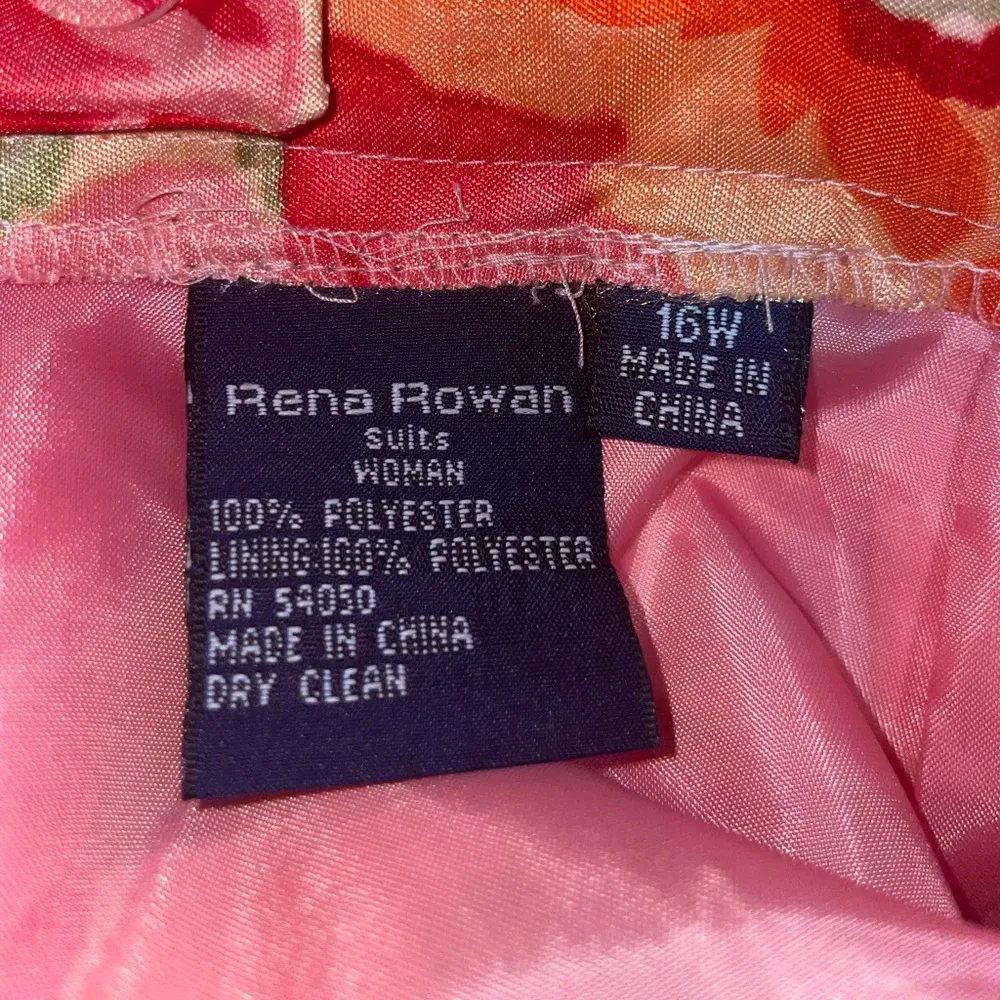 Rena Rowan
Suits
WOMAN
100% POLYESTER
LINING:100% POLYESTER
RN 54050
MADE IN CHINA
DRY CLEAN
16W
MADE IN
CHINA